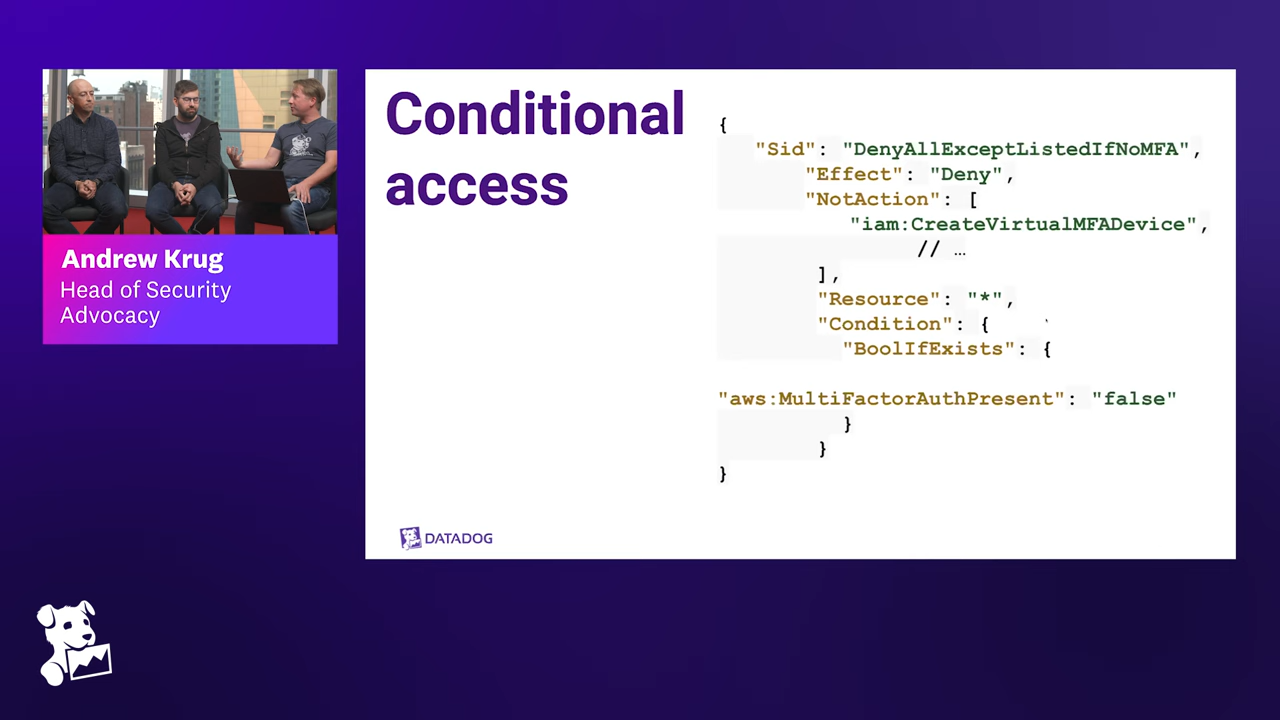 Andrew Krug
Head of Security
Advocacy
Conditional
access
{
"Sid": "DenyAllExceptListedIfNoMFA",
"Effect": "Deny",
"NotAction": [
"iam:CreateVirtualMFADevice",
// …
],
"Resource": "*",
"Condition": {    `
"BoolIfExists": {
"aws:MultiFactorAuthPresent": "false"
}
}
}
DATADOG